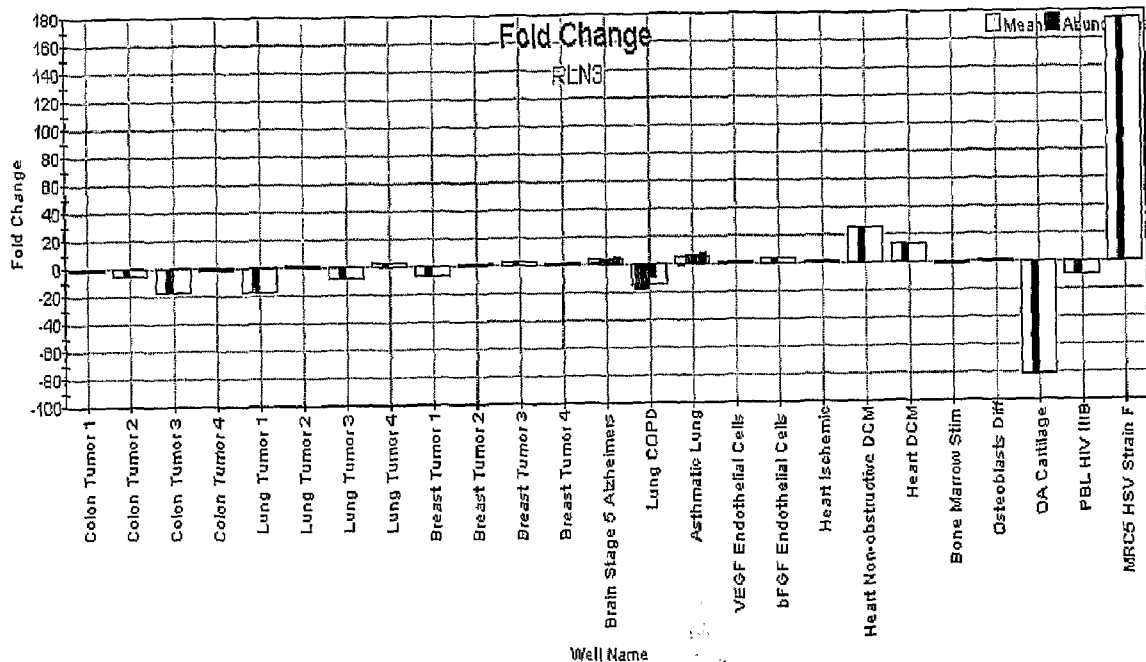 Fold Change
RLN3
Mean
180
160
140
120
100
80
60
40
20
0
-20
-40
-60
-80
-100
Fold Change
Colon Tumor 1
Colon Tumor 2
Colon Tumor 3
Colon Tumor 4
Lung Tumor 1
Lung Tumor 2
Lung Tumor 3
Lung Tumor 4
Breast Tumor 1
Breast Tumor 2
Breast Tumor 3
Breast Tumor 4
Brain Stage 5 Alzheimers
Lung COPD
Asthmatic Lung
VEGF Endothelial Cells
bFGF Endothelial Cells
Heart Ischemic
Heart Non-obstructive DCM
Heart DCM
Bone Marrow Stim
Osteoblasts Diff
OA Cartilage
PBL HIV IIIB
MRC5 HSV Strain F
Well Name